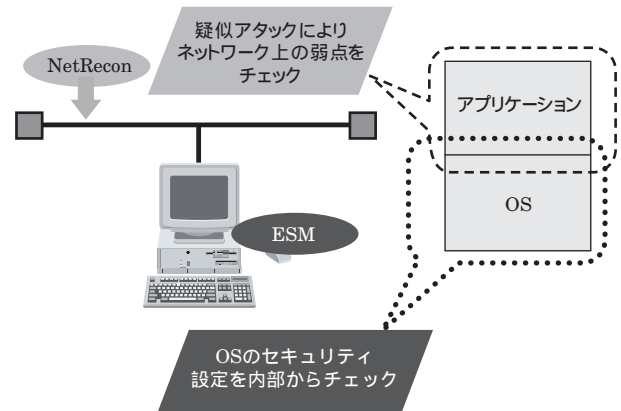 疑似アタックにより
ネットワーク上の弱点を
チェック
NetRecon
アプリケーション
OS
ESM
OSのセキュリティ
設定を内部からチェック